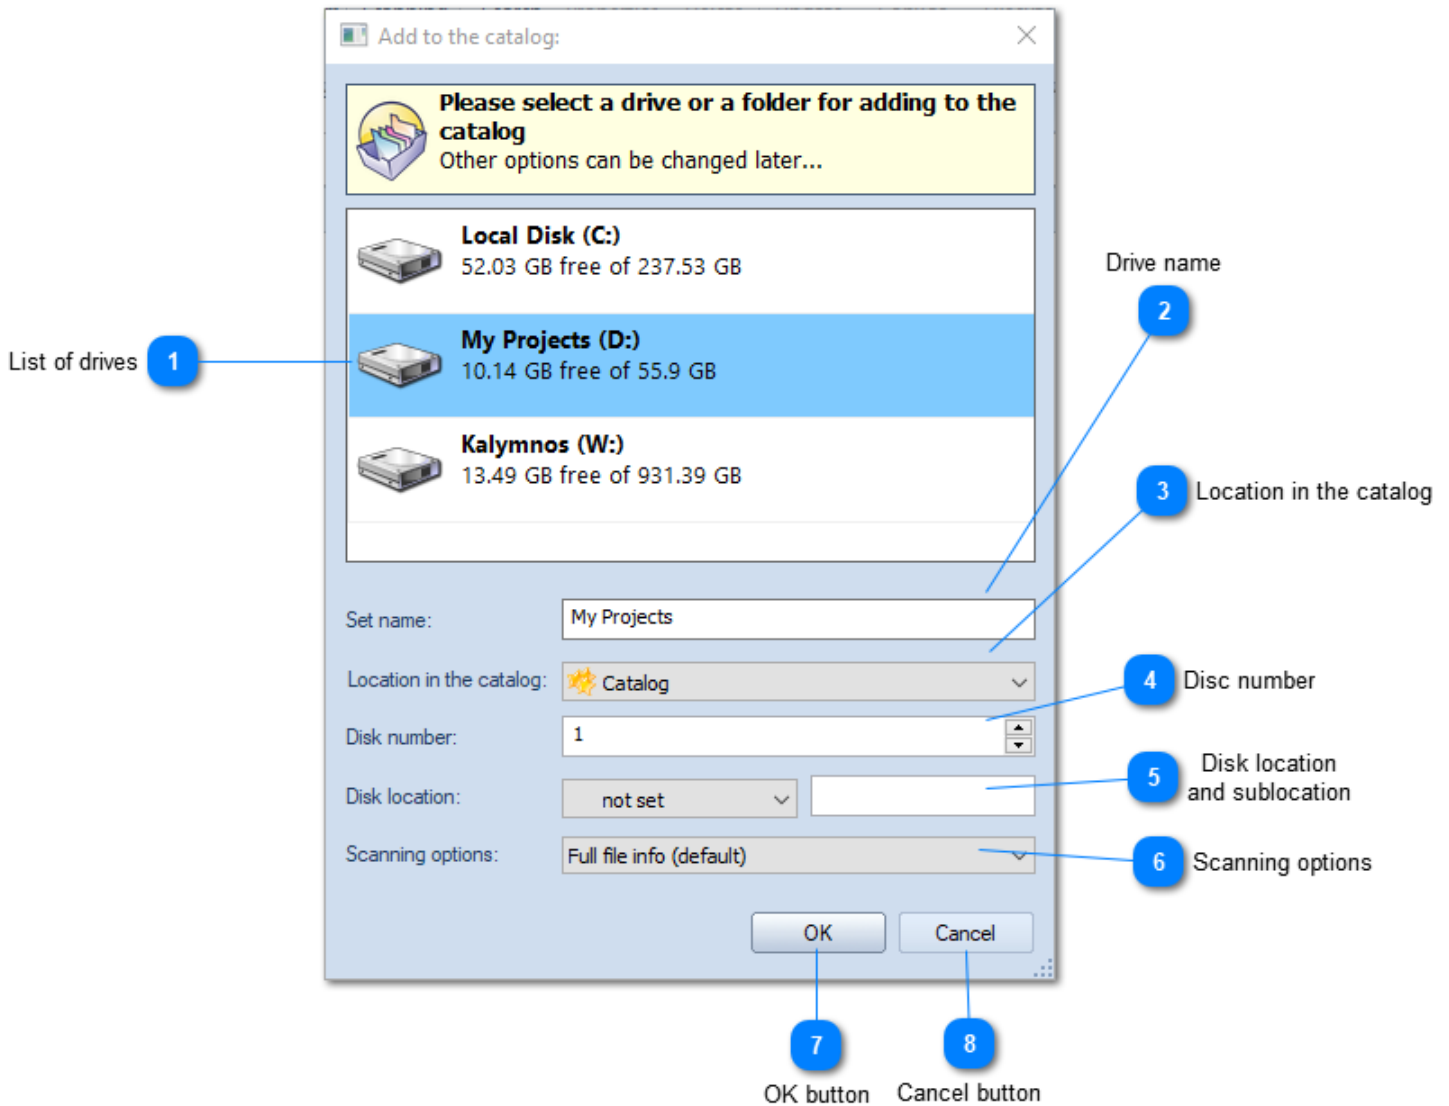 Add to the catalog:
Please select a drive or a folder for adding to the
catalog
Other options can be changed later...
Local Disk (C:)
52.03 GB free of 237.53 GB
Drive name
2
My Projects (D:)
10.14 GB free of 55.9 GB
List of drives 1
Kalymnos (W:)
13.49 GB free of 931.39 GB
3 Location in the catalog
Set name: My Projects
Location in the catalog: Catalog
4 Disc number
Disk number: 1
5 Disk location
and sublocation
Disk location: not set
Scanning options: Full file info (default)
6 Scanning options
OK Cancel
7 8
OK button Cancel button